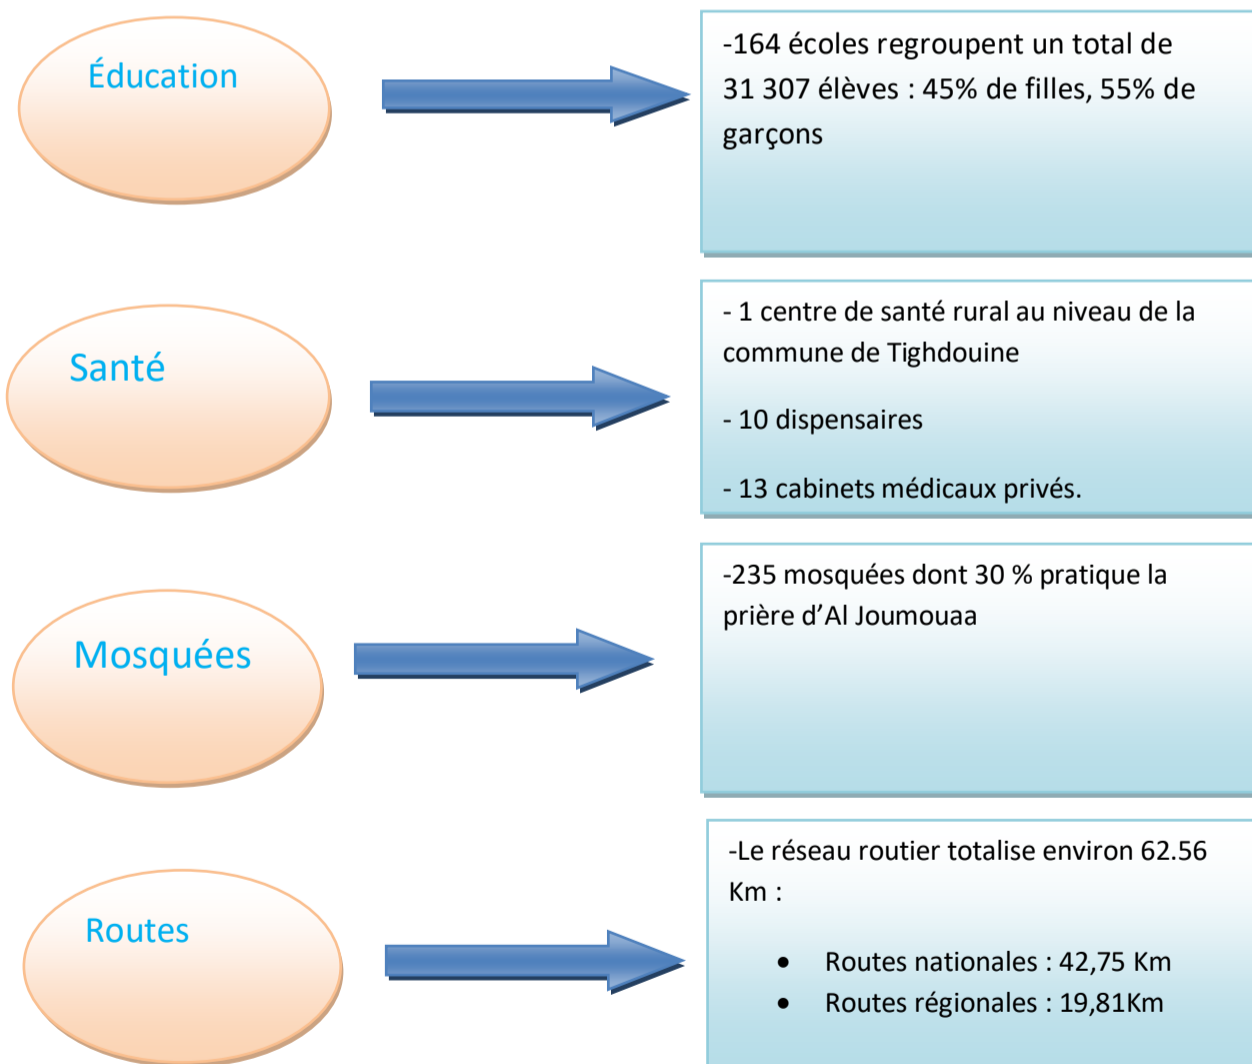 Éducation
-164 écoles regroupent un total de
31 307 élèves : 45% de filles, 55% de
garçons
Santé
- 1 centre de santé rural au niveau de la
commune de Tighdouine
- 10 dispensaires
- 13 cabinets médicaux privés.
Mosquées
-235 mosquées dont 30 % pratique la
prière d’Al Joumouaa
Routes
-Le réseau routier totalise environ 62.56
Km :
• Routes nationales : 42,75 Km
• Routes régionales : 19,81Km